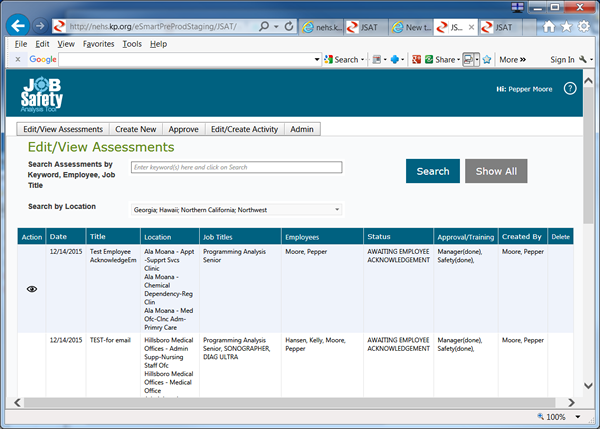 http://nehs.kp.org/eSmartPreProdStaging/JSAT/
nehs.k...
JSAT
New t...
JS...
JSAT
File Edit View Favorites Tools Help
Google
Search
Share
More »
Sign In
JOB
Safety
Analysis Tool
Hi: Pepper Moore
?
Edit/View Assessments
Create New
Approve
Edit/Create Activity
Admin
Edit/View Assessments
Search Assessments by
Keyword, Employee, Job
Title
Enter keyword(s) here and click on Search
Search
Show All
Search by Location
Georgia; Hawaii; Northern California; Northwest
Action Date Title Location Job Titles Employees Status Approval/Training Created By Delete
12/14/2015
Test Employee
AcknowledgeEm
Ala Moana - Appt
-Supprt Svcs
Clinic
Ala Moana -
Chemical
Dependency-Reg
Clin
Ala Moana - Med
Ofc-Clnc Adm-
Primry Care
Programming Analysis
Senior
Moore, Pepper
AWAITING EMPLOYEE
ACKNOWLEDGEMENT
Manager(done),
Safety(done),
Moore, Pepper
12/14/2015
TEST-for email
Hillsboro Medical
Offices - Admin
Supp-Nursing
Staff Ofc
Hillsboro Medical
Offices - Medical
Office
Programming Analysis
Senior, SONOGRAPHER,
DIAG ULTRA
Hansen, Kelly, Moore,
Pepper
AWAITING EMPLOYEE
ACKNOWLEDGEMENT
Manager(done),
Safety(done),
Moore, Pepper
100%